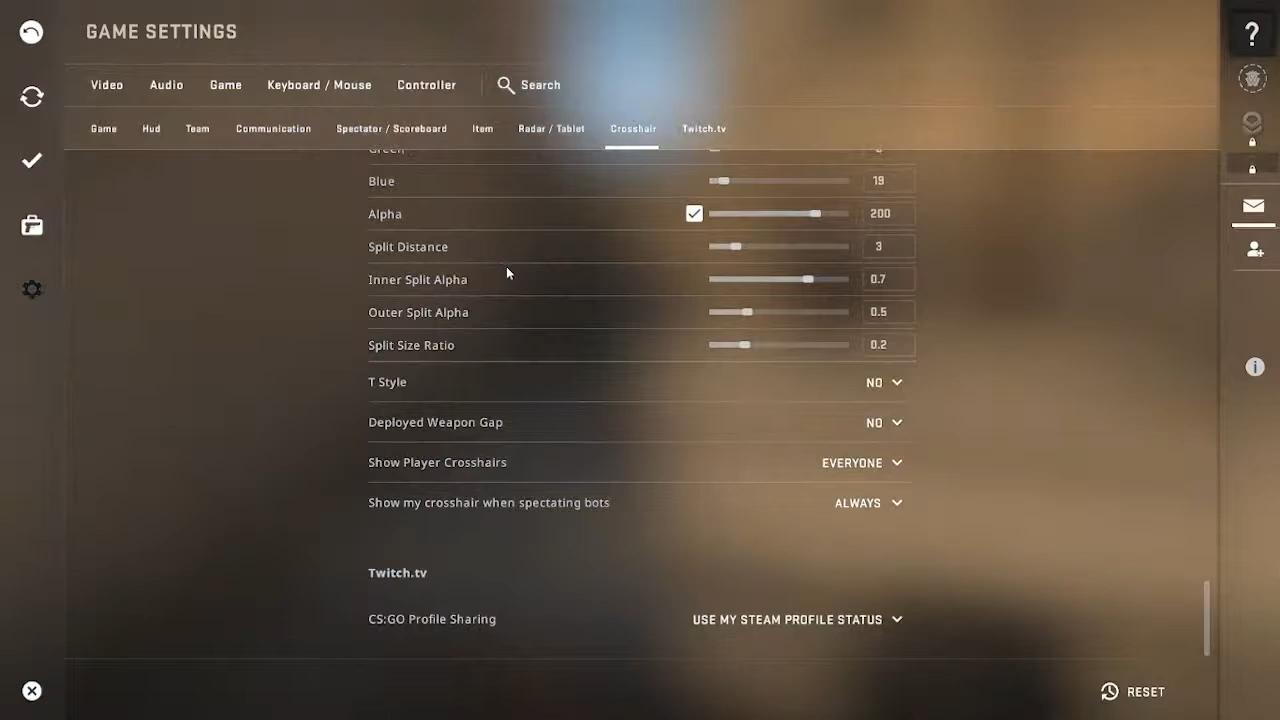 GAME SETTINGS
?
Video Audio Game Keyboard / Mouse Controller Search
Game Hud Team Communication Spectator / Scoreboard Item Radar / Tablet Crosshair Twitch.tv
Green
Blue 19
Alpha 200
Split Distance 3
Inner Split Alpha 0.7
Outer Split Alpha 0.5
Split Size Ratio 0.2
T Style NO
Deployed Weapon Gap NO
Show Player Crosshairs EVERYONE
Show my crosshair when spectating bots ALWAYS
Twitch.tv
CS:GO Profile Sharing USE MY STEAM PROFILE STATUS
RESET